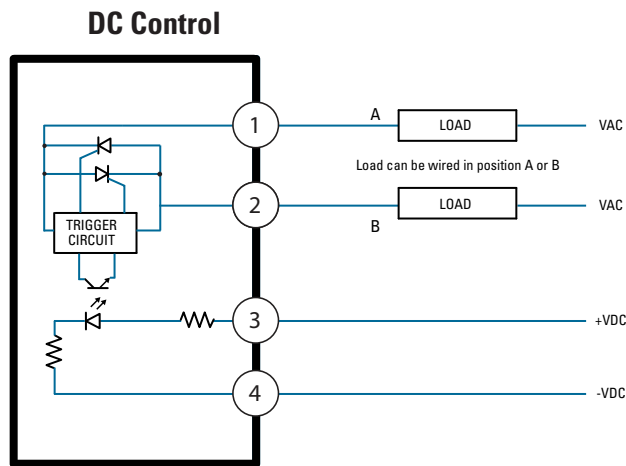 DC Control
1
A
LOAD
VAC
Load can be wired in position A or B
2
B
LOAD
VAC
TRIGGER
CIRCUIT
3
+VDC
4
-VDC